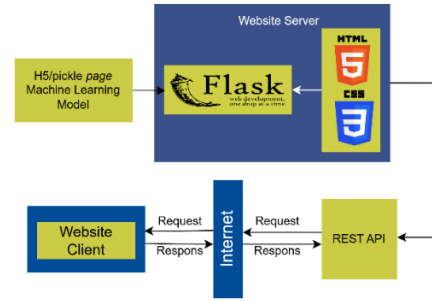 Website Server
H5/pickle page
Machine Learning
Model
Flask
web development,
one drop at a time
HTML
5
CSS
3
Website
Client
Request
Respons
Internet
Request
Respons
REST API